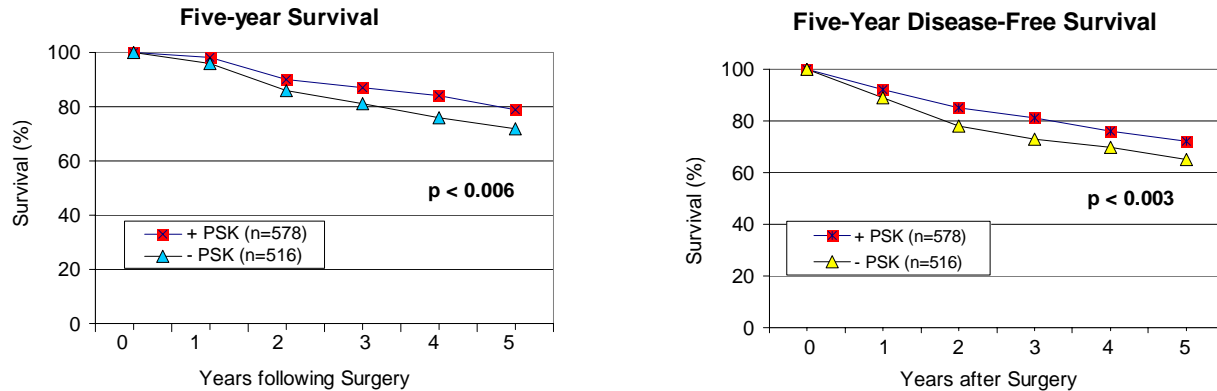 Five-year Survival
100
80
60
40
20
0
Survival (%)
p < 0.006
+ PSK (n=578)
- PSK (n=516)
0 1 2 3 4 5
Years following Surgery
Five-Year Disease-Free Survival
100
80
60
40
20
0
Survival (%)
p < 0.003
+ PSK (n=578)
- PSK (n=516)
0 1 2 3 4 5
Years after Surgery